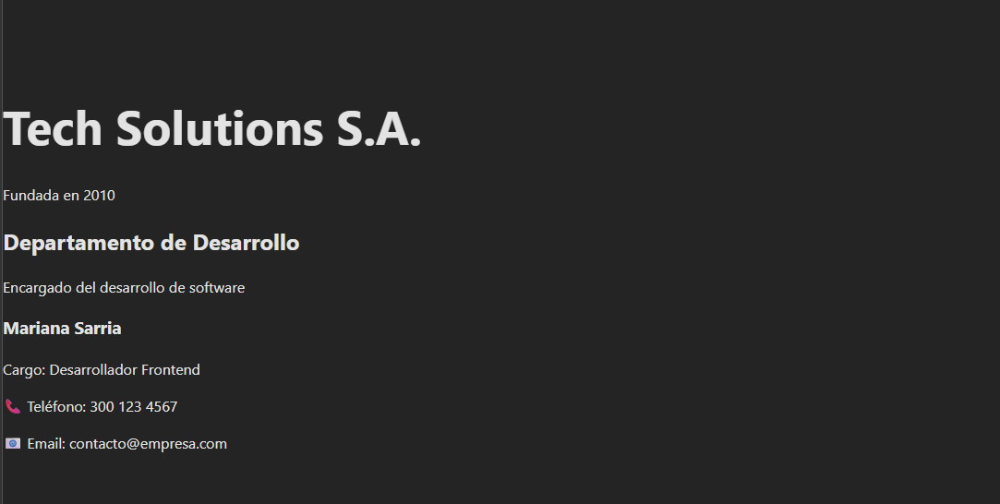 Tech Solutions S.A.
Fundada en 2010
Departamento de Desarrollo
Encargado del desarrollo de software
Mariana Sarria
Cargo: Desarrollador Frontend
📞 Teléfono: 300 123 4567
📧 Email: contacto@empresa.com